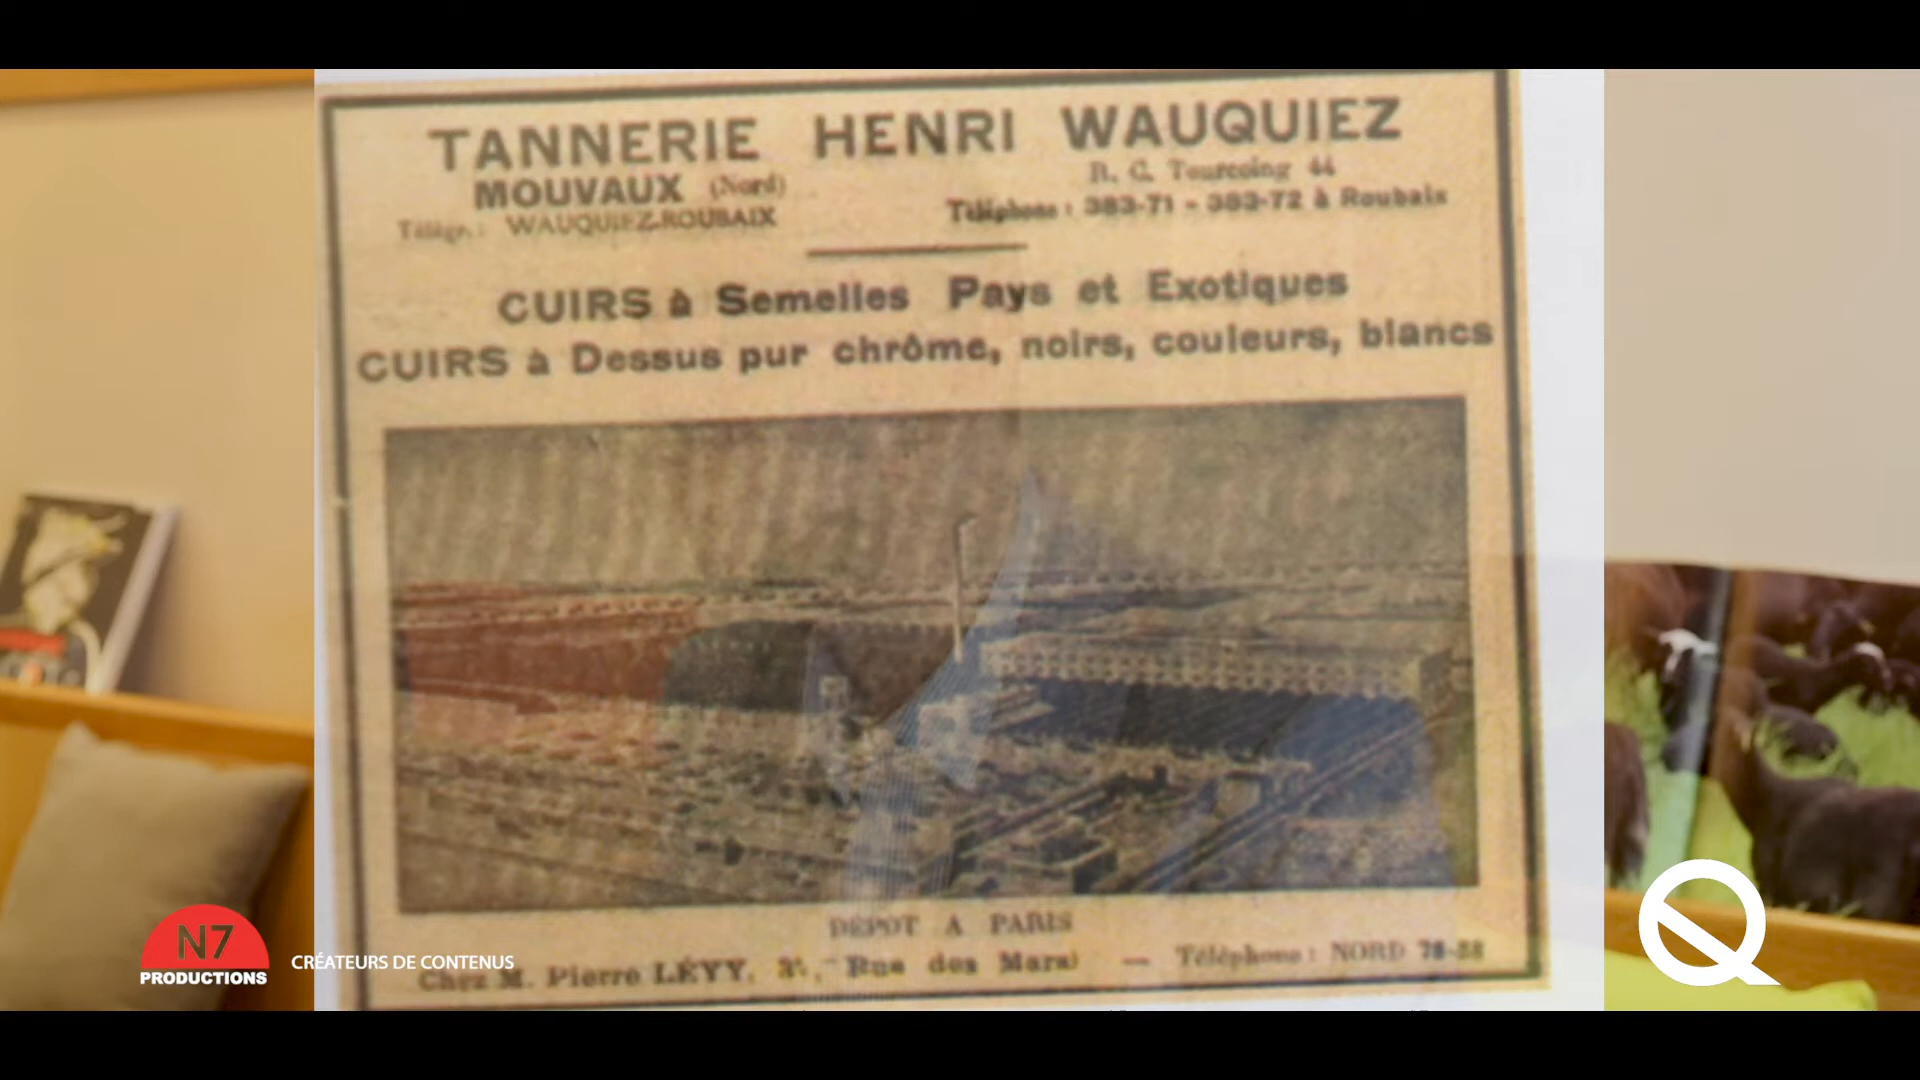 TANNERIE HENRI WAUQUIEZ
MOUVAUX (Nord)
R. C. Tourcoing 44
Télégr.: WAUQUIEZ-ROUBAIX
Téléphone: 383-71 - 383-72 à Roubaix
CUIRS à Semelles Pays et Exotiques
CUIRS à Dessus pur chrôme, noirs, couleurs, blancs
DÉPOT A PARIS
Chez M. Pierre LÉVY, Rue des Marai — Téléphone: NORD
N7
PRODUCTIONS
CRÉATEURS DE CONTENUS